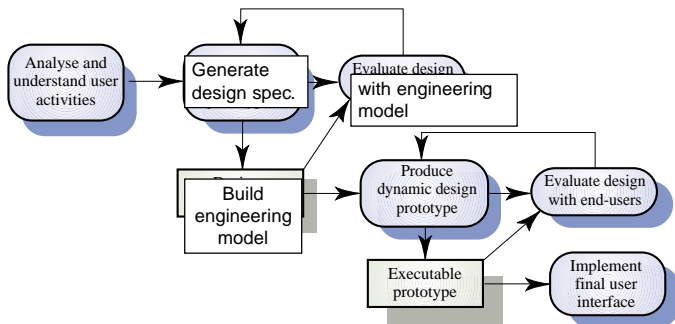 Analyse and
understand user
activities
Generate
design spec.
Evaluate design
with engineering
model
Build
engineering
model
Produce
dynamic design
prototype
Evaluate design
with end-users
Executable
prototype
Implement
final user
interface